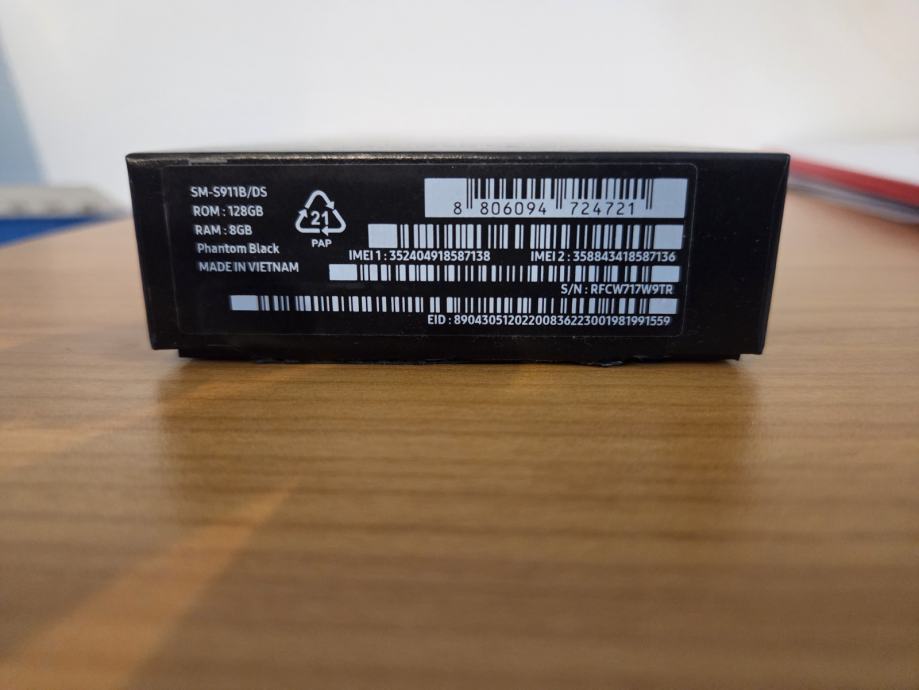 SM-S911B/DS
ROM : 128GB
RAM : 8GB
Phantom Black
MADE IN VIETNAM
21
PAP
8 806094 724721
IMEI 1 : 352404918587138 IMEI 2 : 358843418587136
S/N : RFCW717W9TR
EID : 89043051202200836223001981991559